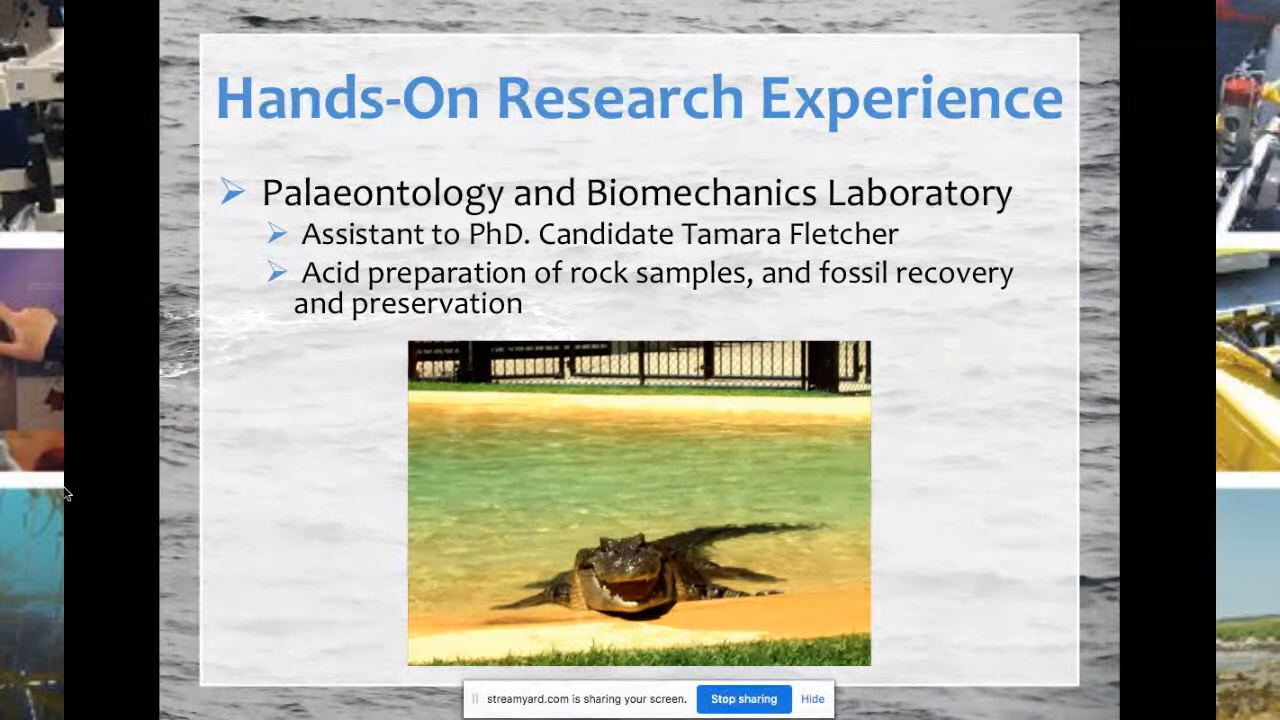 Hands-On Research Experience
Palaeontology and Biomechanics Laboratory
Assistant to PhD. Candidate Tamara Fletcher
Acid preparation of rock samples, and fossil recovery
and preservation
streamyard.com is sharing your screen. Stop sharing Hide